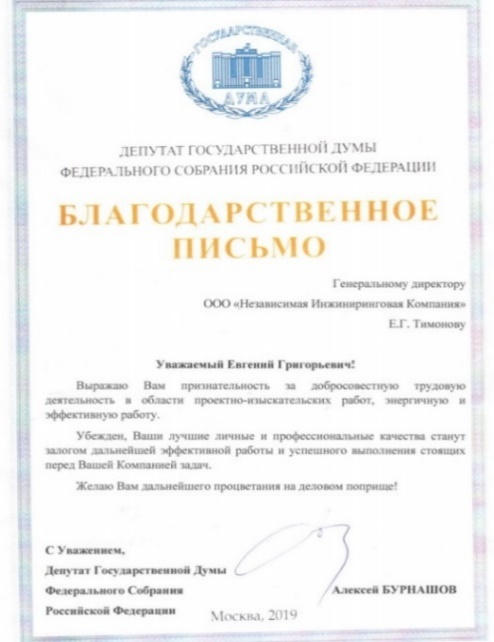 ГОСУДАРСТВЕННАЯ
ДУМА
ДЕПУТАТ ГОСУДАРСТВЕННОЙ ДУМЫ
ФЕДЕРАЛЬНОГО СОБРАНИЯ РОССИЙСКОЙ ФЕДЕРАЦИИ
БЛАГОДАРСТВЕННОЕ
ПИСЬМО
Генеральному директору
ООО «Независимая Инжиниринговая Компания»
Е.Г. Тимонову
Уважаемый Евгений Григорьевич!
Выражаю Вам признательность за добросовестную трудовую
деятельность в области проектно-изыскательских работ, энергичную и
эффективную работу.
Убежден, Ваши лучшие личные и профессиональные качества станут
залогом дальнейшей эффективной работы и успешного выполнения стоящих
перед Вашей Компанией задач.
Желаю Вам дальнейшего процветания на деловом поприще!
С Уважением,
Депутат Государственной Думы
Федерального Собрания
Российской Федерации
Алексей БУРНАШОВ
Москва, 2019